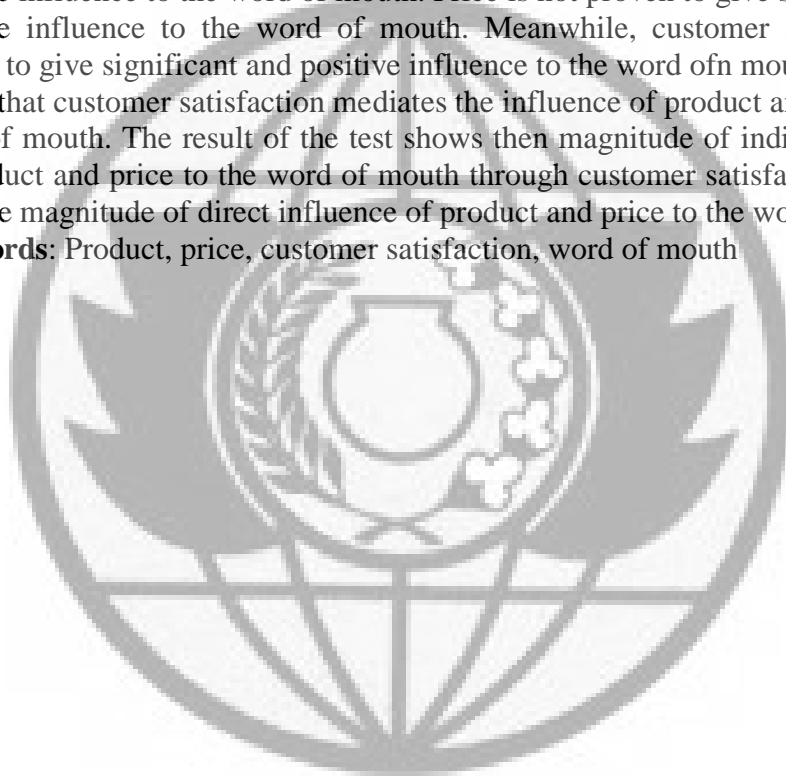 e influence to the word of mouth. Price is not proven to give s
e influence to the word of mouth. Meanwhile, customer
to give significant and positive influence to the word ofn mou
that customer satisfaction mediates the influence of product a
of mouth. The result of the test shows then magnitude of indi
duct and price to the word of mouth through customer satisfa
e magnitude of direct influence of product and price to the wo
ords: Product, price, customer satisfaction, word of mouth